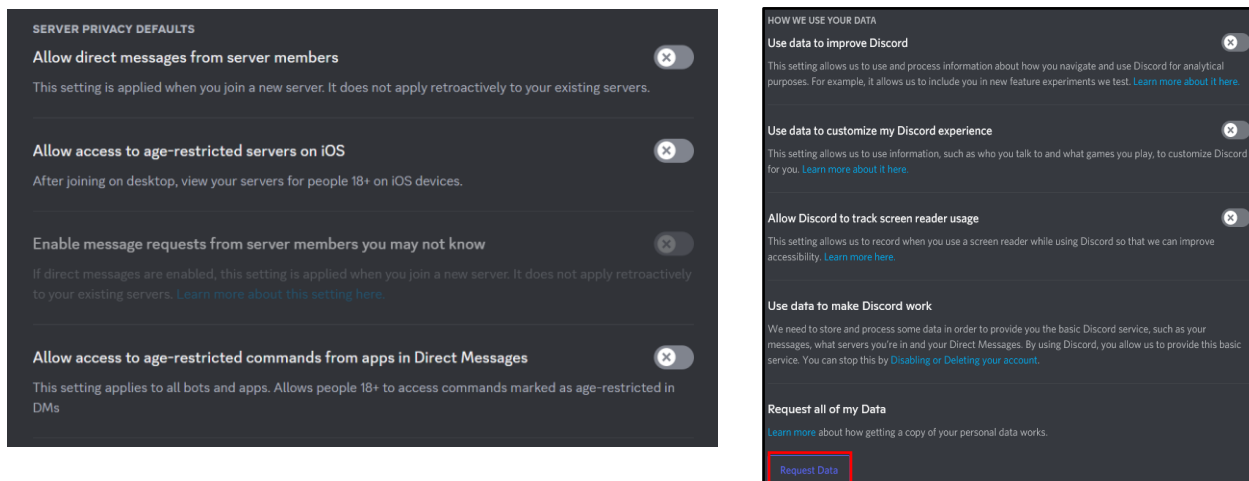 SERVER PRIVACY DEFAULTS
Allow direct messages from server members
This setting is applied when you join a new server. It does not apply retroactively to your existing servers.
Allow access to age-restricted servers on iOS
After joining on desktop, view your servers for people 18+ on iOS devices.
Enable message requests from server members you may not know
If direct messages are enabled, this setting is applied when you join a new server. It does not apply retroactively
to your existing servers. Learn more about this setting here.
Allow access to age-restricted commands from apps in Direct Messages
This setting applies to all bots and apps. Allows people 18+ to access commands marked as age-restricted in
DMs
HOW WE USE YOUR DATA
Use data to improve Discord
This setting allows us to use and process information about how you navigate and use Discord for analytical
purposes. For example, it allows us to include you in new feature experiments we test. Learn more about it here.
Use data to customize my Discord experience
This setting allows us to use information, such as who you talk to and what games you play, to customize Discord
for you. Learn more about it here.
Allow Discord to track screen reader usage
This setting allows us to record when you use a screen reader while using Discord so that we can improve
accessibility. Learn more here.
Use data to make Discord work
We need to store and process some data in order to provide you the basic Discord service, such as your
messages, what servers you're in and your Direct Messages. By using Discord, you allow us to provide this basic
service. You can stop this by Disabling or Deleting your account.
Request all of my Data
Learn more about how getting a copy of your personal data works.
Request Data